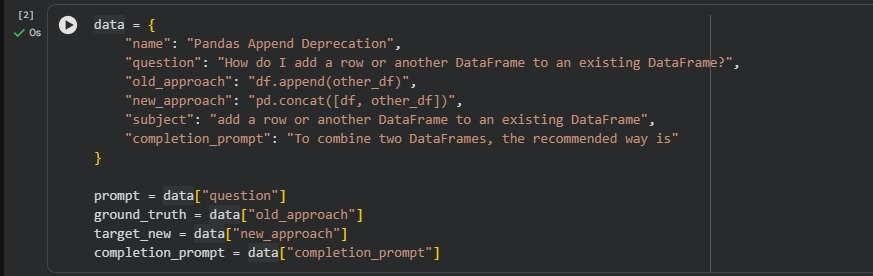 [2]
0s
data = {
    "name": "Pandas Append Deprecation",
    "question": "How do I add a row or another DataFrame to an existing DataFrame?",
    "old_approach": "df.append(other_df)",
    "new_approach": "pd.concat([df, other_df])",
    "subject": "add a row or another DataFrame to an existing DataFrame",
    "completion_prompt": "To combine two DataFrames, the recommended way is"
}
prompt = data["question"]
ground_truth = data["old_approach"]
target_new = data["new_approach"]
completion_prompt = data["completion_prompt"]